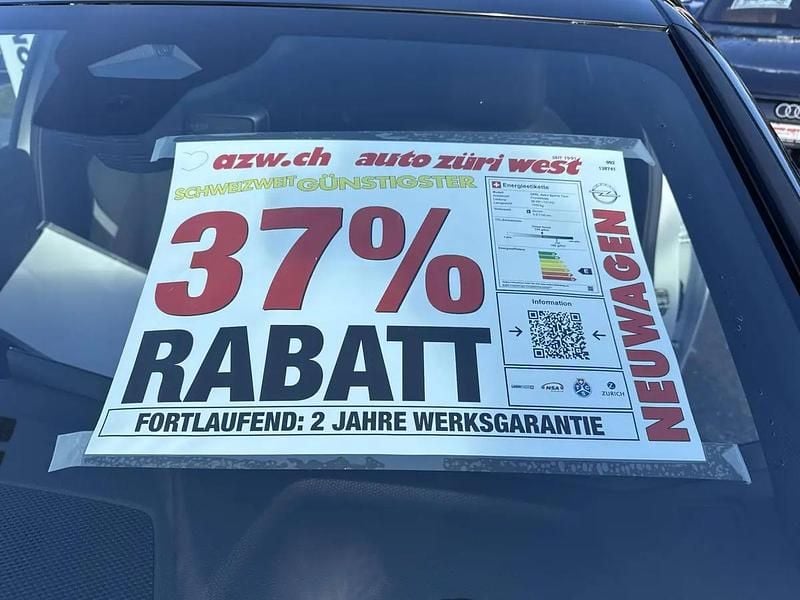 azw.ch auto züri west
SEIT 1991
992
SCHWEIZWEIT GÜNSTIGSTER
37%
RABATT
FORTLAUFEND: 2 JAHRE WERKSGARANTIE
Energieetikette
Information
ZURICH
NEUWAGEN